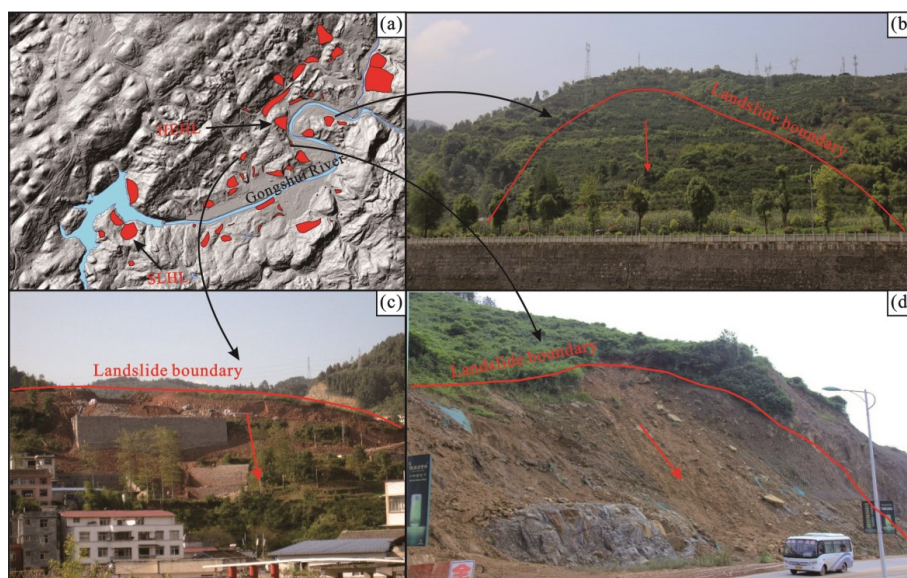 (a)
HEHL
Gongshui River
SLHL
(b)
Landslide boundary
(c)
Landslide boundary
(d)
Landslide boundary